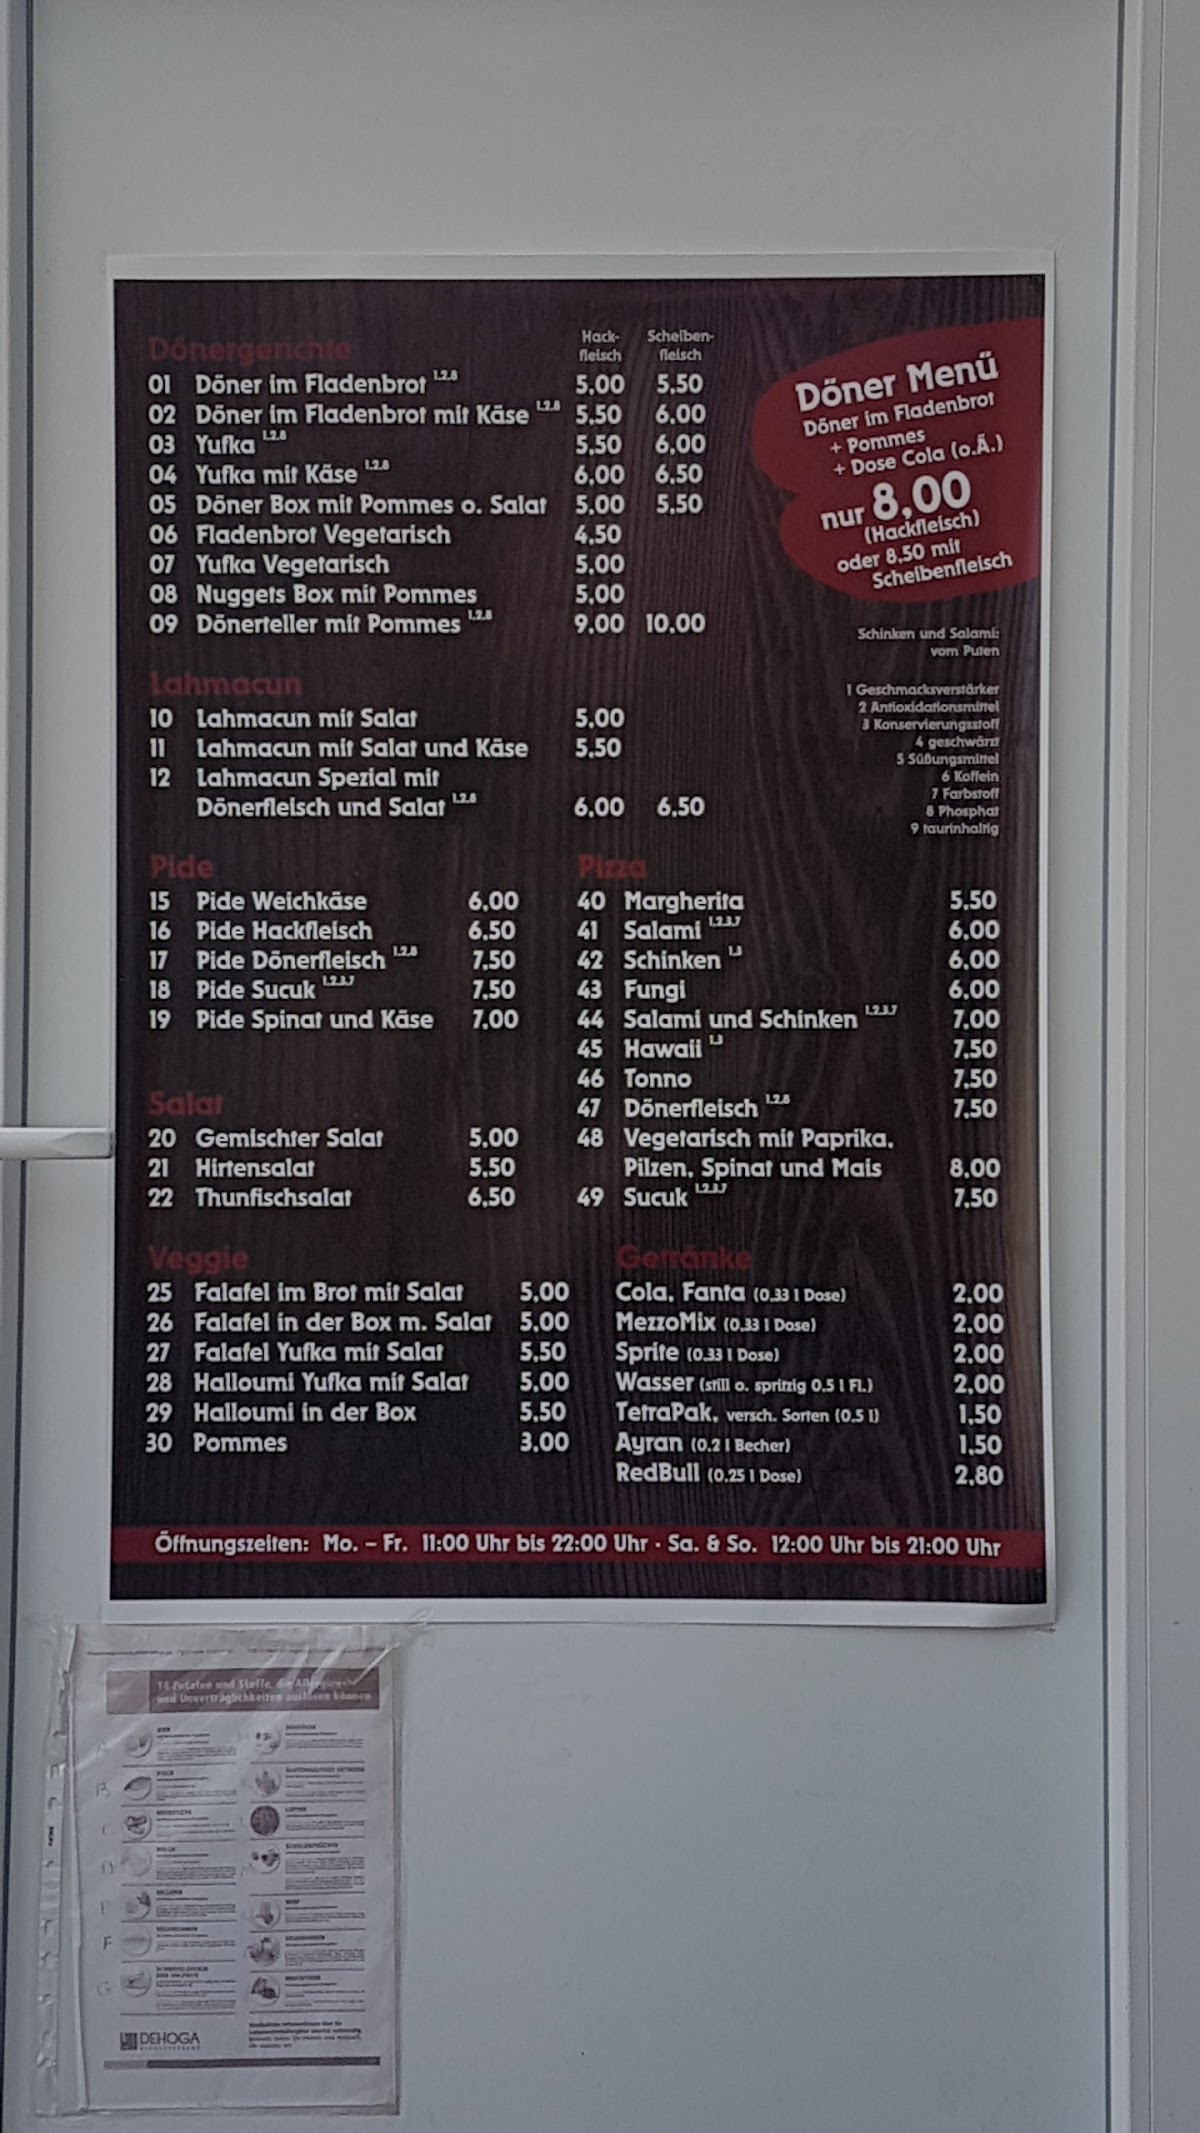 Dönergerichte
Hack-
fleisch
Scheiben-
fleisch
01 Döner im Fladenbrot 1,2,8 5,00 5,50
02 Döner im Fladenbrot mit Käse 1,2,8 5,50 6,00
03 Yufka 1,2,8 5,50 6,00
04 Yufka mit Käse 1,2,8 6,00 6,50
05 Döner Box mit Pommes o. Salat 5,00 5,50
06 Fladenbrot Vegetarisch 4,50
07 Yufka Vegetarisch 5,00
08 Nuggets Box mit Pommes 5,00
09 Dönerteller mit Pommes 1,2,8 9,00 10,00
Döner Menü
Döner im Fladenbrot
+ Pommes
+ Dose Cola (o.Ä.)
nur 8,00
(Hackfleisch)
oder 8,50 mit
Scheibenfleisch
Schinken und Salami:
vom Puten
1 Geschmacksverstärker
2 Antioxidationsmittel
3 Konservierungsstoff
4 geschwärzt
5 Süßungsmittel
6 Koffein
7 Farbstoff
8 Phosphat
9 taurinhaltig
Lahmacun
10 Lahmacun mit Salat 5,00
11 Lahmacun mit Salat und Käse 5,50
12 Lahmacun Spezial mit
Dönerfleisch und Salat 1,2,8 6,00 6,50
Pide
15 Pide Weichkäse 6,00
16 Pide Hackfleisch 6,50
17 Pide Dönerfleisch 1,2,8 7,50
18 Pide Sucuk 1,2,3,7 7,50
19 Pide Spinat und Käse 7,00
Pizza
40 Margherita 5,50
41 Salami 1,2,3,7 6,00
42 Schinken 1,3 6,00
43 Fungi 6,00
44 Salami und Schinken 1,2,3,7 7,00
45 Hawaii 1,3 7,50
46 Tonno 7,50
47 Dönerfleisch 1,2,8 7,50
48 Vegetarisch mit Paprika,
Pilzen, Spinat und Mais 8,00
49 Sucuk 1,2,3,7 7,50
Salat
20 Gemischter Salat 5,00
21 Hirtensalat 5,50
22 Thunfischsalat 6,50
Veggie
25 Falafel im Brot mit Salat 5,00
26 Falafel in der Box m. Salat 5,00
27 Falafel Yufka mit Salat 5,50
28 Halloumi Yufka mit Salat 5,00
29 Halloumi in der Box 5,50
30 Pommes 3,00
Getränke
Cola, Fanta (0,33 l Dose) 2,00
MezzoMix (0,33 l Dose) 2,00
Sprite (0,33 l Dose) 2,00
Wasser (still o. spritzig 0,5 l Fl.) 2,00
TetraPak, versch. Sorten (0,5 l) 1,50
Ayran (0,2 l Becher) 1,50
RedBull (0,25 l Dose) 2,80
Öffnungszeiten: Mo. – Fr. 11:00 Uhr bis 22:00 Uhr · Sa. & So. 12:00 Uhr bis 21:00 Uhr
14 Zutaten und Stoffe, die Allergien
und Unverträglichkeiten auslösen können
F
G
DEHOGA